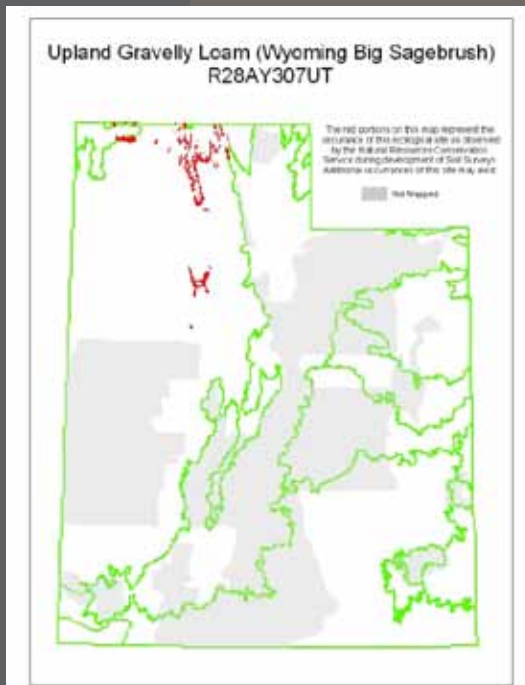 Upland Gravelly Loam (Wyoming Big Sagebrush)
R28AY307UT
The red portions on this map represent the
occurance of this ecological site as observed
by the Natural Resources Conservation
Service during development of Soil Surveys
Additional occurrences of this site may exist
Not Mapped